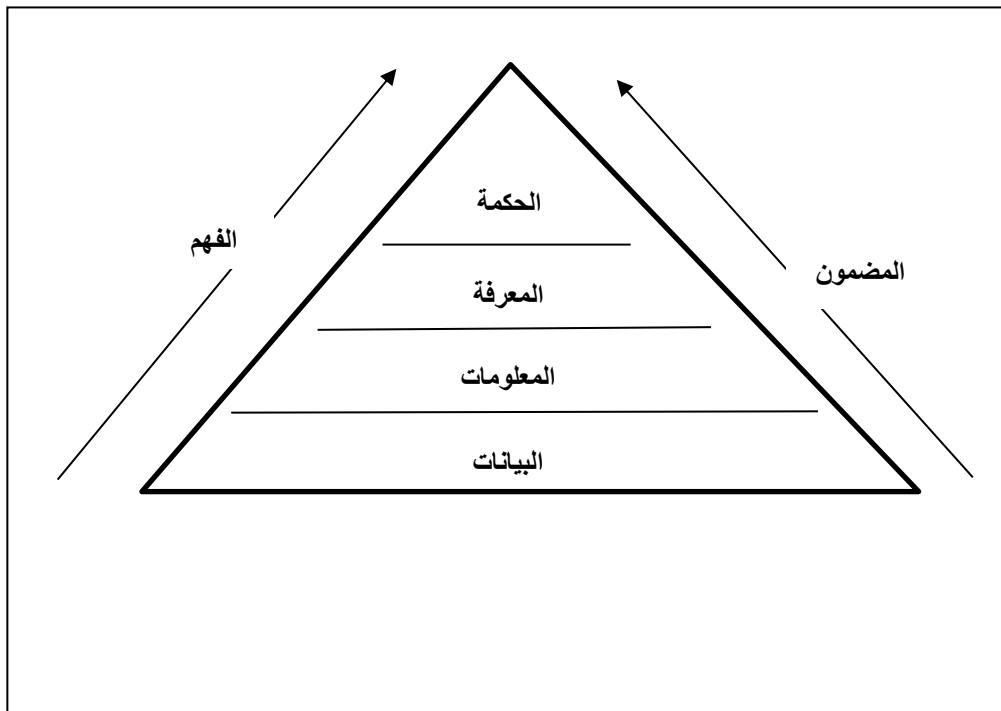 الحكمة
الفهم
المضمون
المعرفة
المعلومات
البيانات